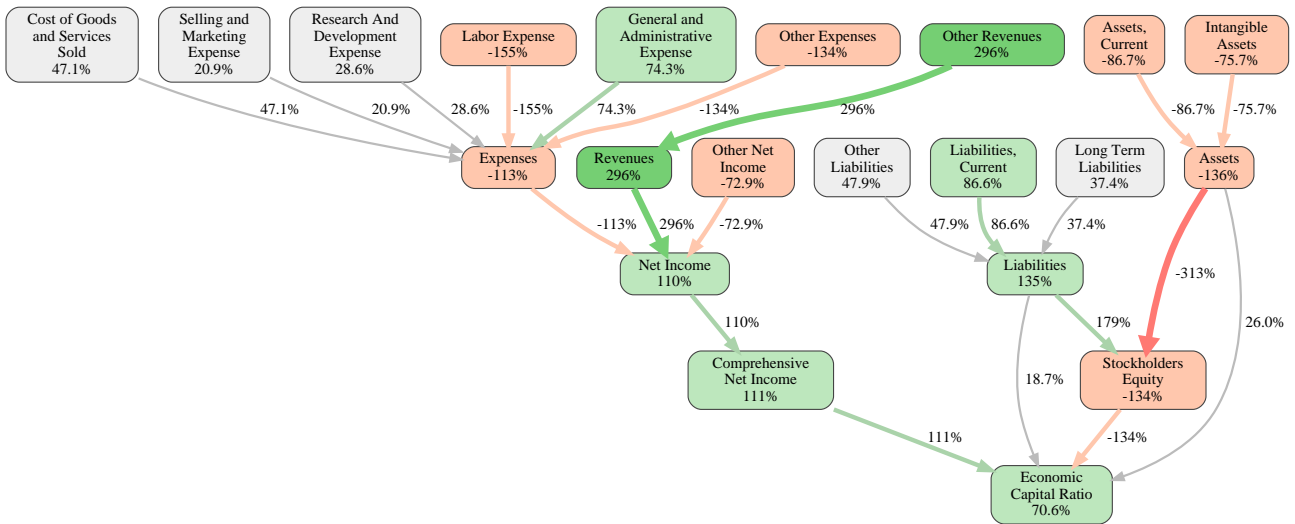 Cost of Goods
and Services
Sold
47.1%
Selling and
Marketing
Expense
20.9%
Research And
Development
Expense
28.6%
Labor Expense
-155%
General and
Administrative
Expense
74.3%
Other Expenses
-134%
Other Revenues
296%
Assets,
Current
-86.7%
Intangible
Assets
-75.7%
47.1%
20.9%
28.6%
-155%
74.3%
-134%
296%
-86.7%
-75.7%
Expenses
-113%
Revenues
296%
Other Net
Income
-72.9%
Other
Liabilities
47.9%
Liabilities,
Current
86.6%
Long Term
Liabilities
37.4%
Assets
-136%
-113%
296%
-72.9%
47.9%
86.6%
37.4%
Net Income
110%
Liabilities
135%
-313%
110%
179%
26.0%
Comprehensive
Net Income
111%
18.7%
Stockholders
Equity
-134%
111%
-134%
Economic
Capital Ratio
70.6%